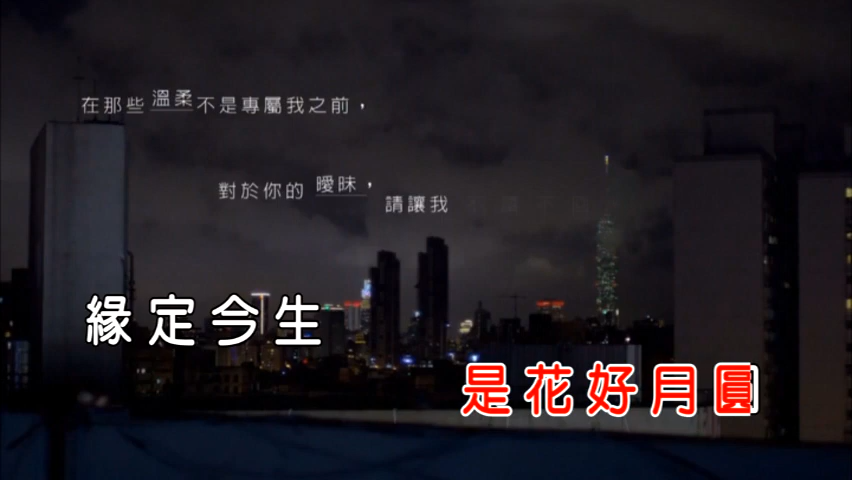 在那些溫柔不是專屬我之前，
對於你的曖昧，
請讓我
緣定今生
是花好月圓